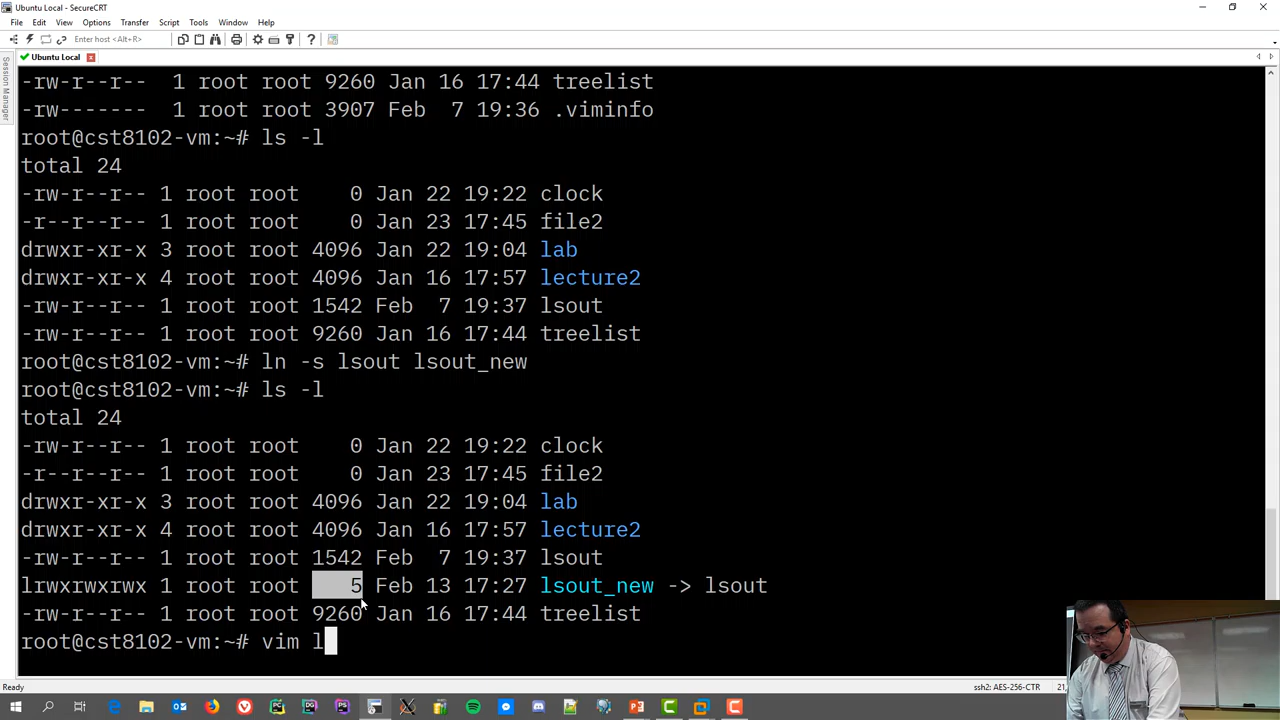 Ubuntu Local - SecureCRT
File Edit View Options Transfer Script Tools Window Help
Enter host <Alt+R>
Ubuntu Local
Session Manager
-rw-r--r--  1 root root 9260 Jan 16 17:44 treelist
-rw-------  1 root root 3907 Feb  7 19:36 .viminfo
root@cst8102-vm:~# ls -l
total 24
-rw-r--r-- 1 root root    0 Jan 22 19:22 clock
-r--r--r-- 1 root root    0 Jan 23 17:45 file2
drwxr-xr-x 3 root root 4096 Jan 22 19:04 lab
drwxr-xr-x 4 root root 4096 Jan 16 17:57 lecture2
-rw-r--r-- 1 root root 1542 Feb  7 19:37 lsout
-rw-r--r-- 1 root root 9260 Jan 16 17:44 treelist
root@cst8102-vm:~# ln -s lsout lsout_new
root@cst8102-vm:~# ls -l
total 24
-rw-r--r-- 1 root root    0 Jan 22 19:22 clock
-r--r--r-- 1 root root    0 Jan 23 17:45 file2
drwxr-xr-x 3 root root 4096 Jan 22 19:04 lab
drwxr-xr-x 4 root root 4096 Jan 16 17:57 lecture2
-rw-r--r-- 1 root root 1542 Feb  7 19:37 lsout
lrwxrwxrwx 1 root root    5 Feb 13 17:27 lsout_new -> lsout
-rw-r--r-- 1 root root 9260 Jan 16 17:44 treelist
root@cst8102-vm:~# vim l
Ready
ssh2: AES-256-CTR